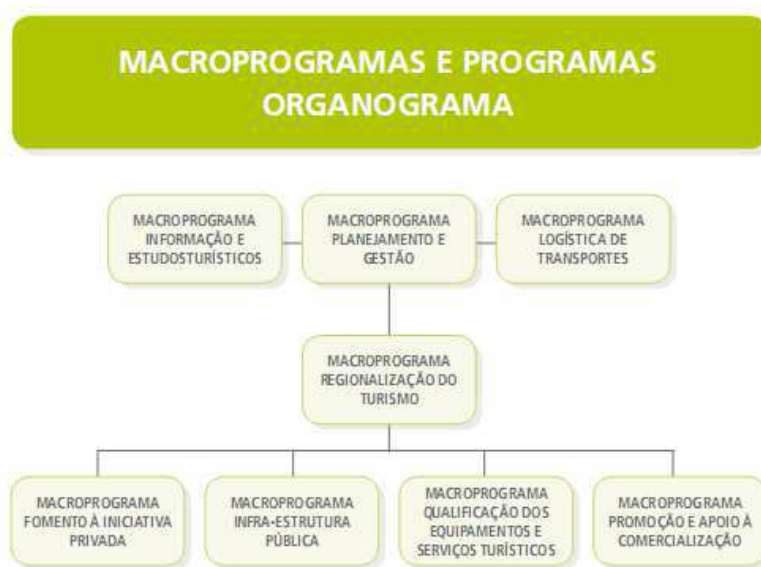 MACROPROGRAMAS E PROGRAMAS
ORGANOGRAMA
MACROPROGRAMA
INFORMAÇÃO E
ESTUDOSTURÍSTICOS
MACROPROGRAMA
PLANEJAMENTO E
GESTÃO
MACROPROGRAMA
LOGÍSTICA DE
TRANSPORTES
MACROPROGRAMA
REGIONALIZAÇÃO DO
TURISMO
MACROPROGRAMA
FOMENTO À INICIATIVA
PRIVADA
MACROPROGRAMA
INFRA-ESTRUTURA
PÚBLICA
MACROPROGRAMA
QUALIFICAÇÃO DOS
EQUIPAMENTOS E
SERVIÇOS TURÍSTICOS
MACROPROGRAMA
PROMOÇÃO E APOIO À
COMERCIALIZAÇÃO